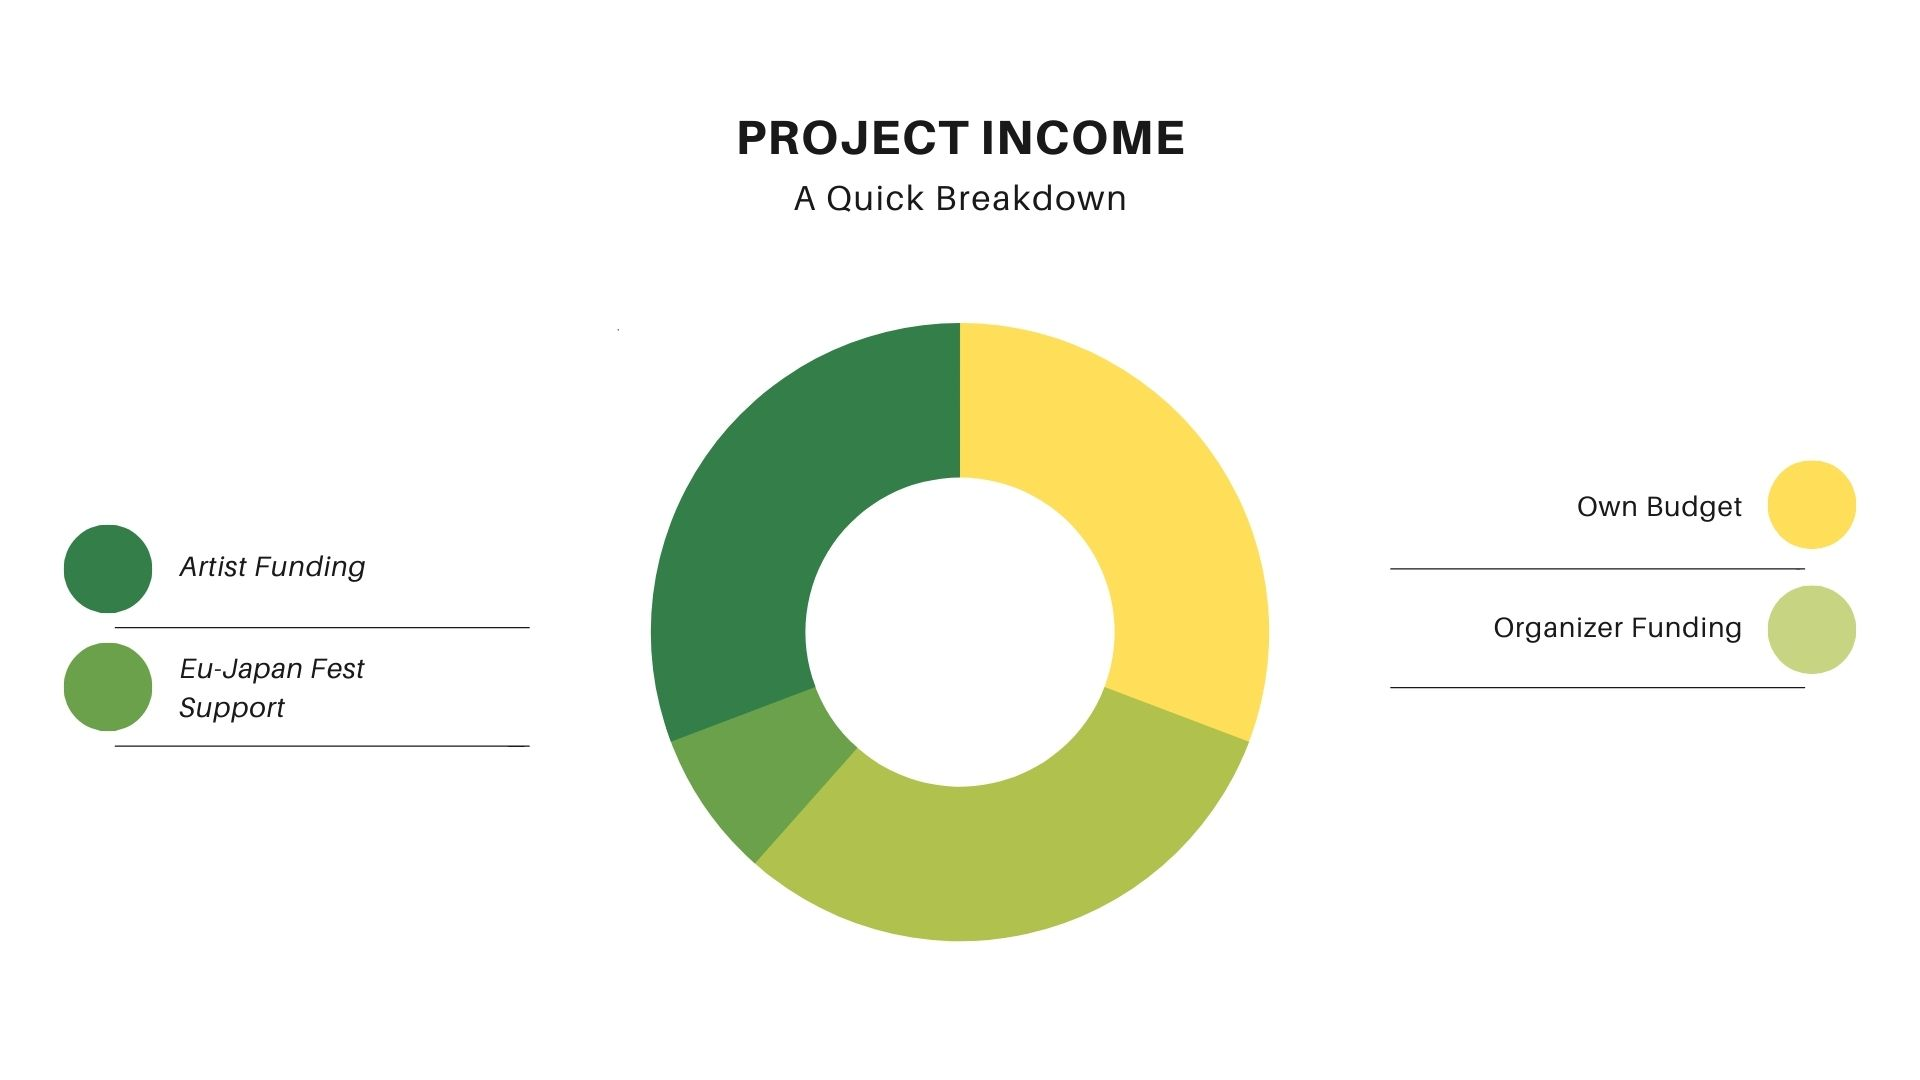 PROJECT INCOME
A Quick Breakdown
Artist Funding
Eu-Japan Fest
Support
Own Budget
Organizer Funding